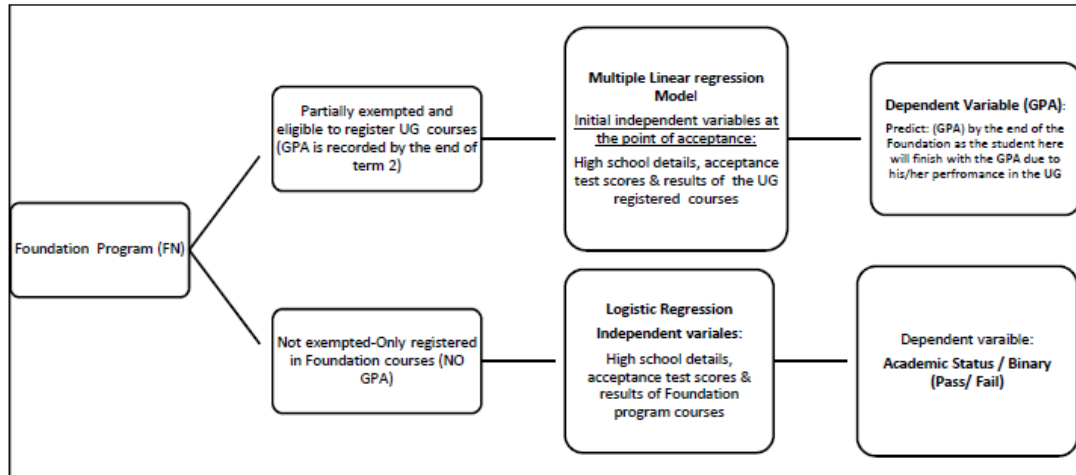 Foundation Program (FN)
Partially exempted and
eligible to register UG courses
(GPA is recorded by the end of
term 2)
Multiple Linear regression
Model
Initial independent variables at
the point of acceptance:
High school details, acceptance
test scores & results of the UG
registered courses
Dependent Variable (GPA):
Predict: (GPA) by the end of the
Foundation as the student here
will finish with the GPA due to
his/her perfromance in the UG
Not exempted-Only registered
in Foundation courses (NO
GPA)
Logistic Regression
Independent variales:
High school details,
acceptance test scores &
results of Foundation
program courses
Dependent varaible:
Academic Status / Binary
(Pass/ Fail)